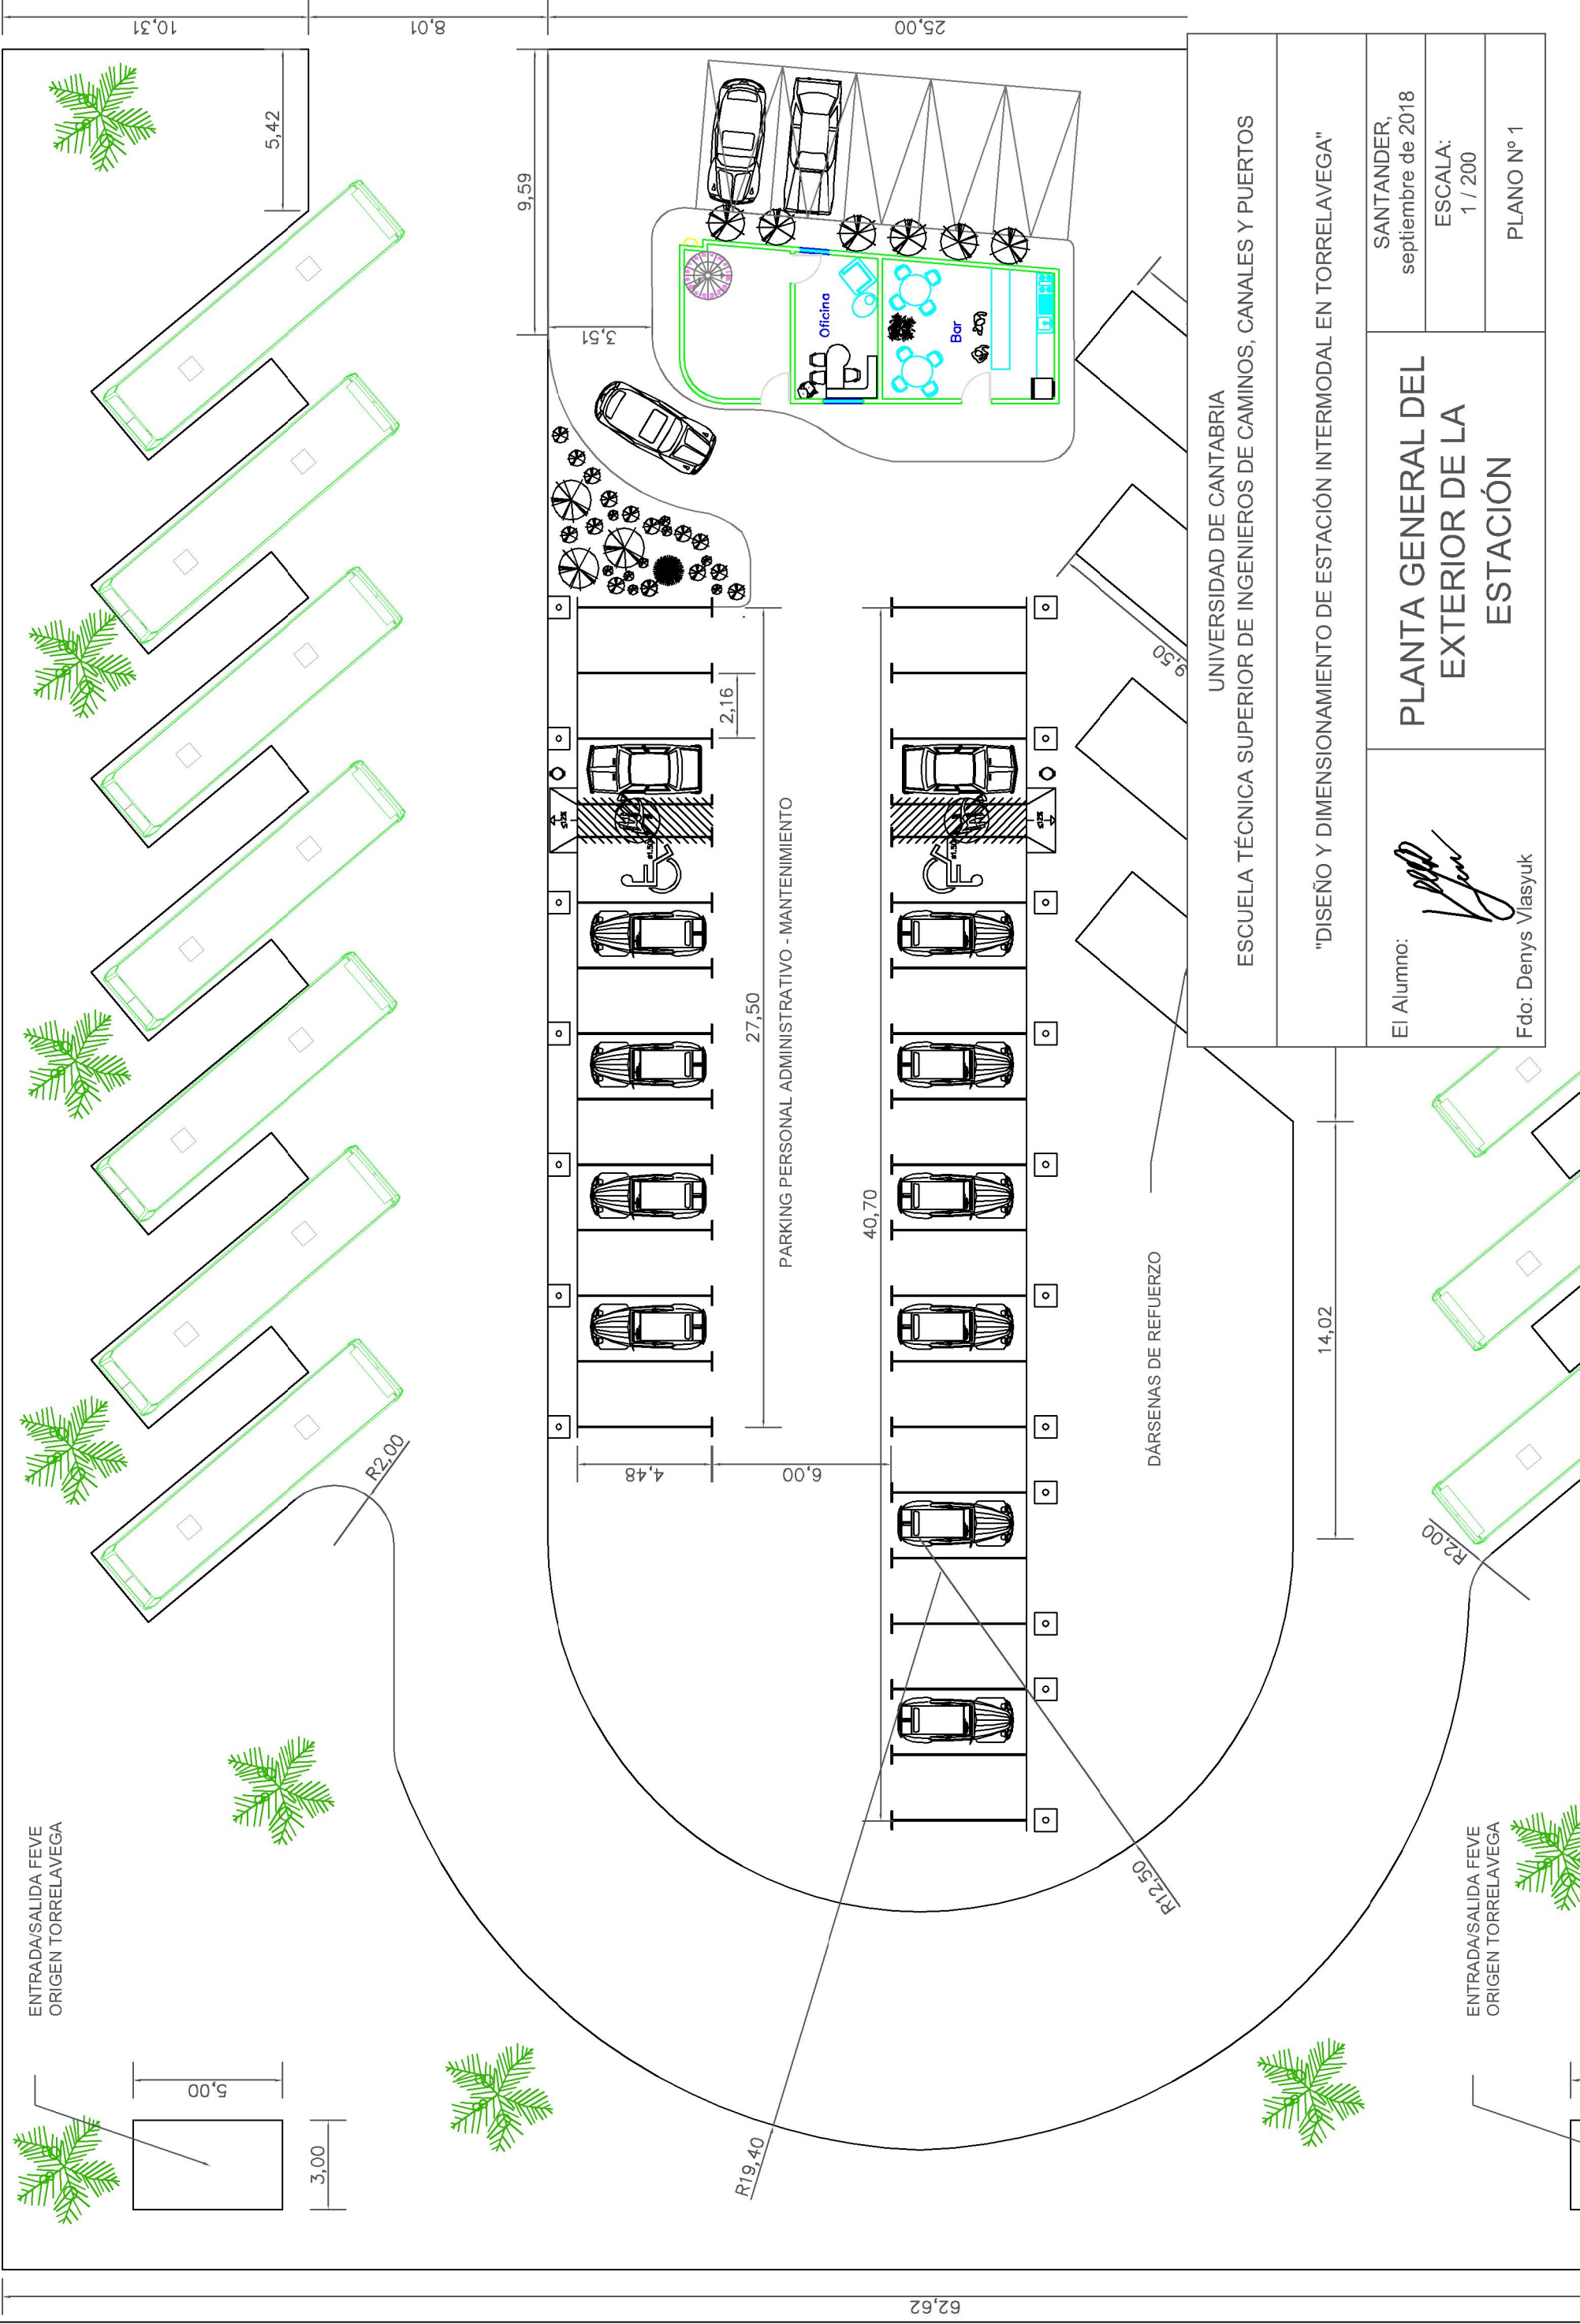 10,31
8,01
25,00
5,42
9,59
3,51
Oficina
Bar
2,16
27,50
PARKING PERSONAL ADMINISTRATIVO - MANTENIMIENTO
40,70
4,48
6,00
9,50
DÁRSENAS DE REFUERZO
14,02
R2,00
R2,00
R12,50
R19,40
ENTRADA/SALIDA FEVE
ORIGEN TORRELAVEGA
5,00
3,00
ENTRADA/SALIDA FEVE
ORIGEN TORRELAVEGA
62,62
UNIVERSIDAD DE CANTABRIA
ESCUELA TÉCNICA SUPERIOR DE INGENIEROS DE CAMINOS, CANALES Y PUERTOS
"DISEÑO Y DIMENSIONAMIENTO DE ESTACIÓN INTERMODAL EN TORRELAVEGA"
El Alumno:
Fdo: Denys Vlasyuk
PLANTA GENERAL DEL
EXTERIOR DE LA
ESTACIÓN
SANTANDER,
septiembre de 2018
ESCALA:
1 / 200
PLANO Nº 1